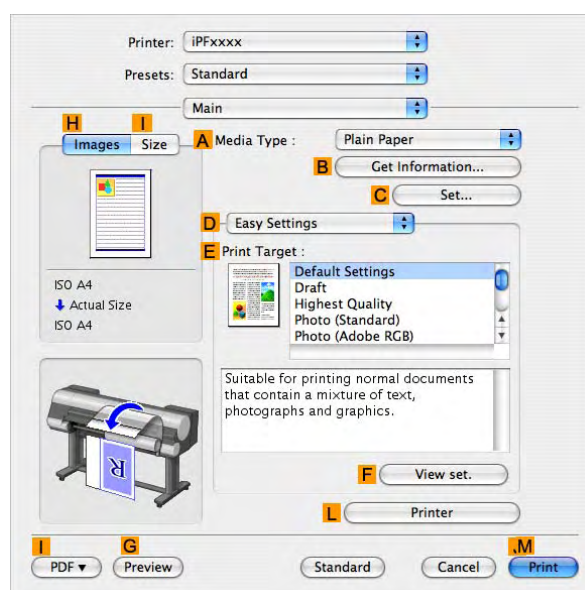 Printer: iPFxxxx
Presets: Standard
Main
H I
Images Size
A Media Type : Plain Paper
B Get Information...
C Set...
D Easy Settings
E Print Target :
Default Settings
Draft
Highest Quality
Photo (Standard)
Photo (Adobe RGB)
ISO A4
Actual Size
ISO A4
Suitable for printing normal documents
that contain a mixture of text,
photographs and graphics.
R
F View set.
L Printer
I G .M
PDF Preview Standard Cancel Print